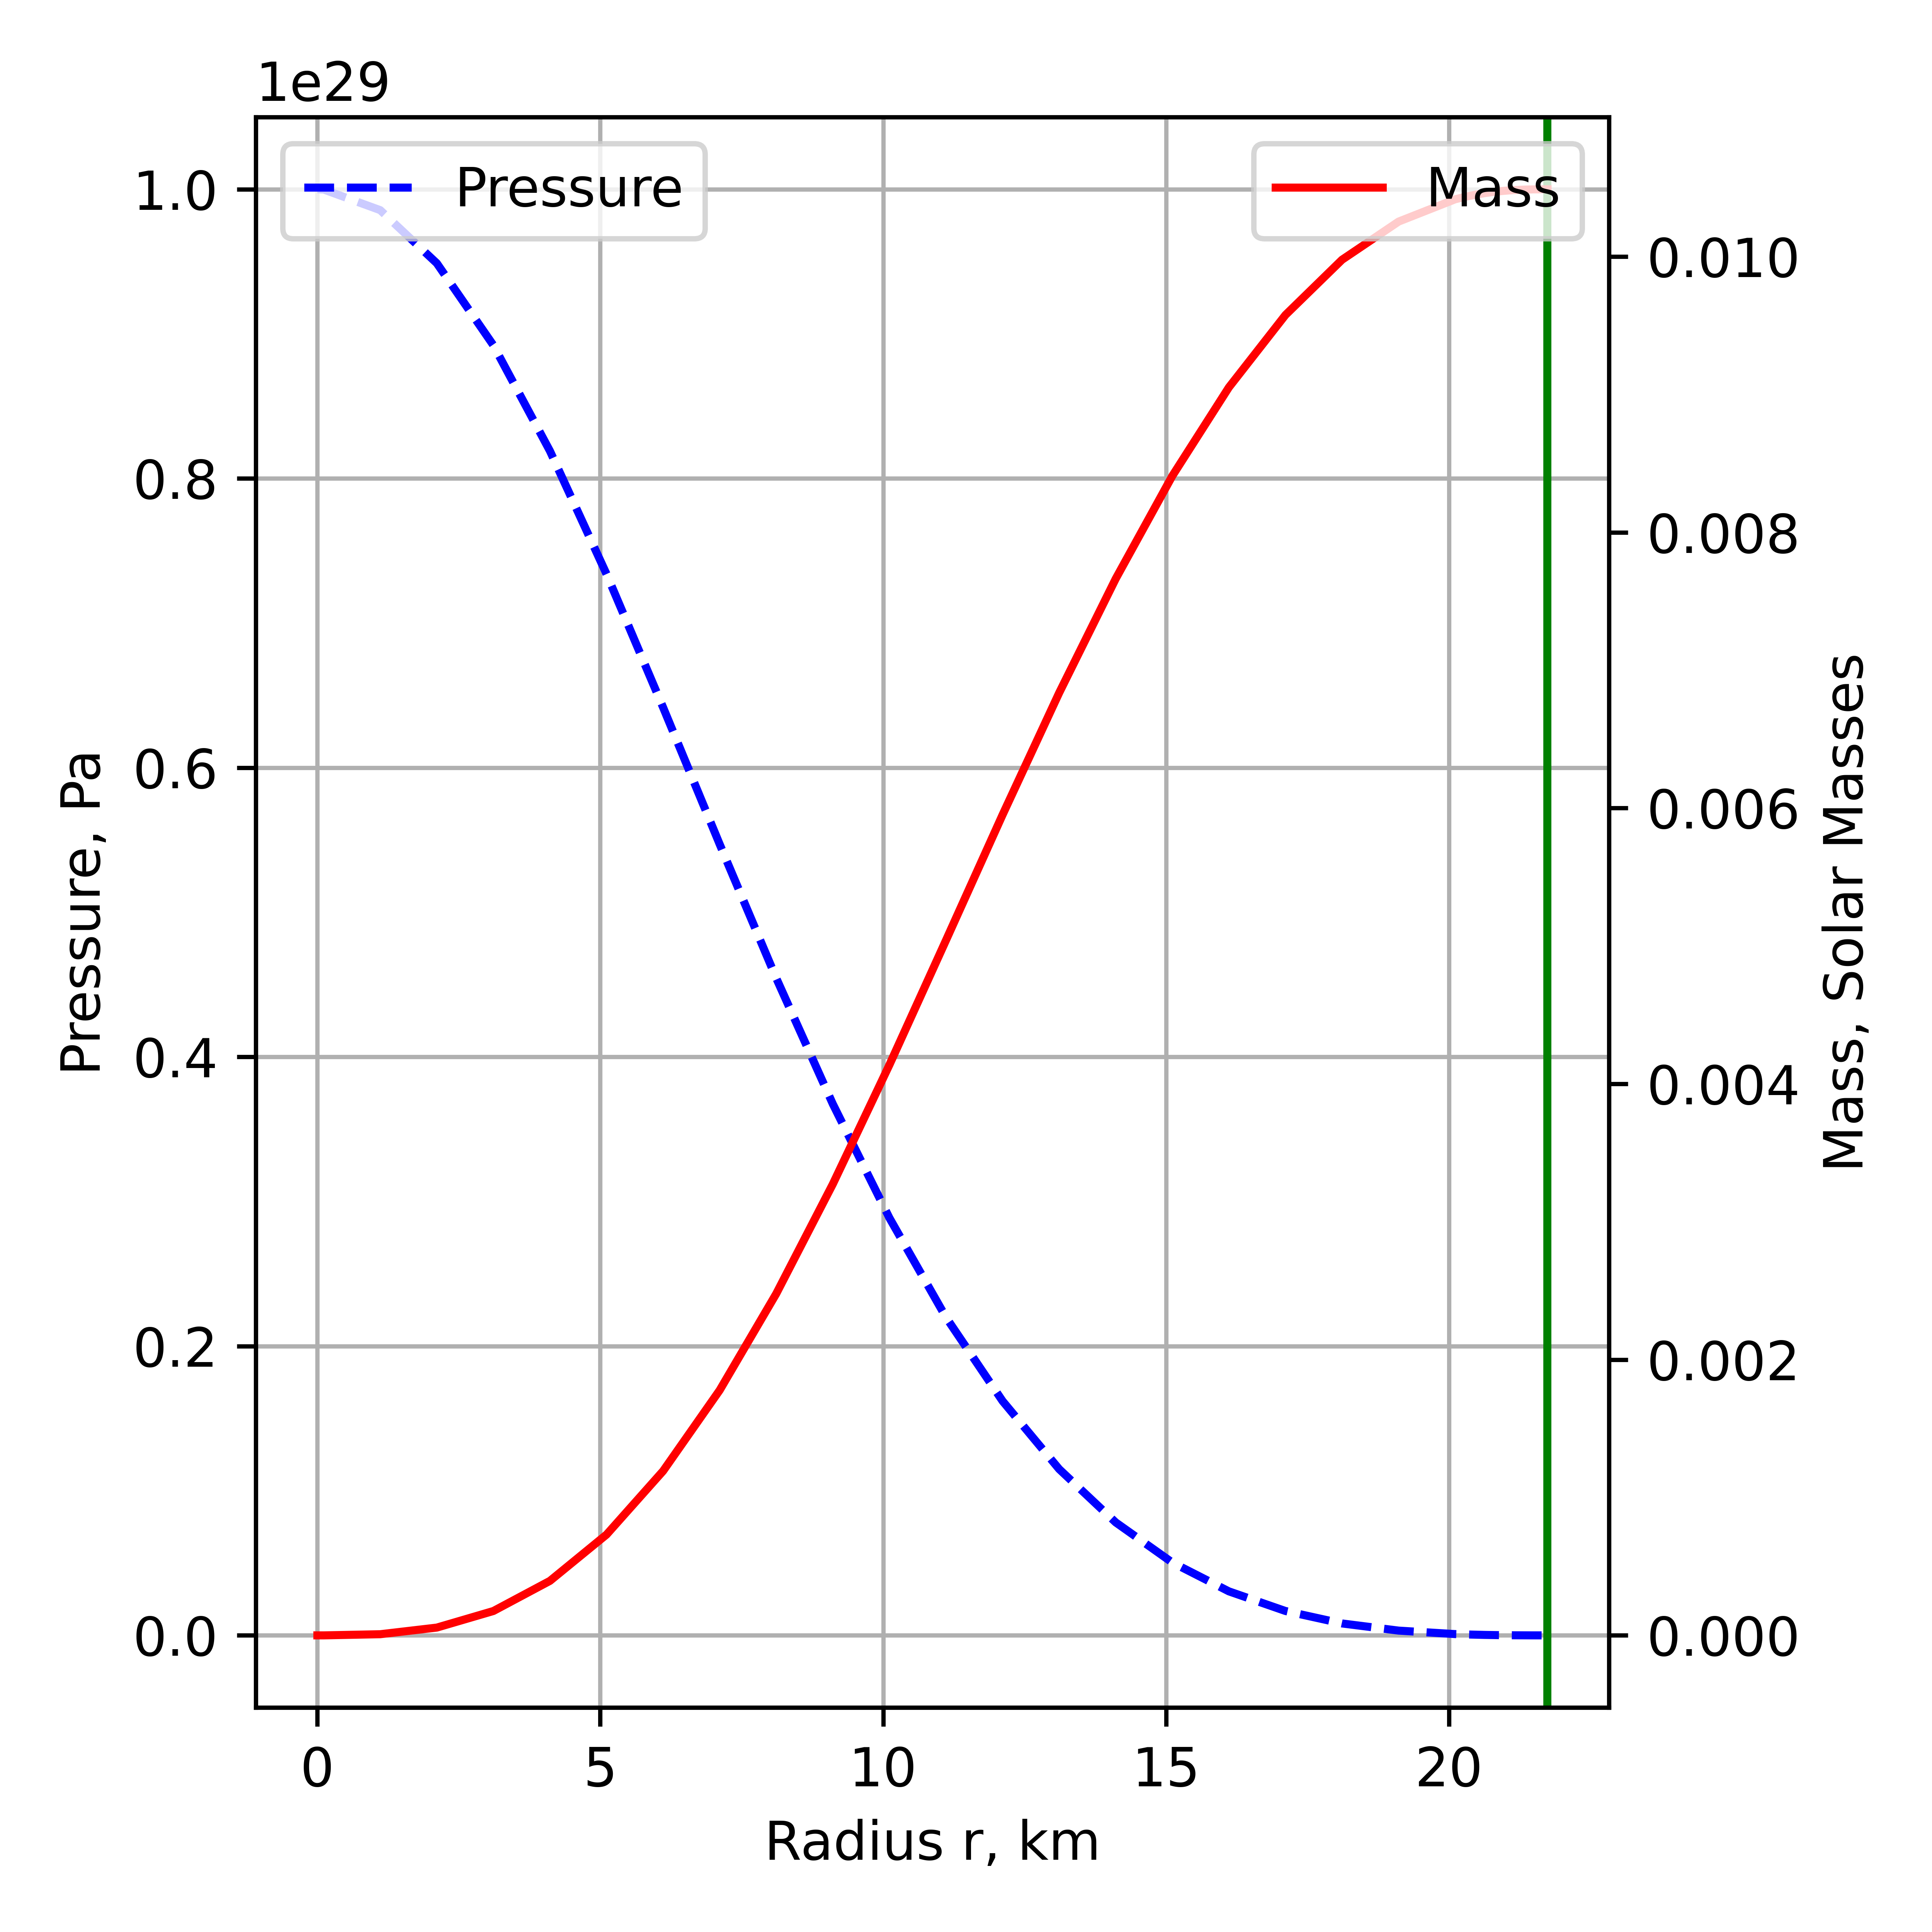 1e29
Pressure
Mass
1.0
0.8
0.6
0.4
0.2
0.0
Pressure, Pa
0.010
0.008
0.006
0.004
0.002
0.000
Mass, Solar Masses
0 5 10 15 20
Radius r, km